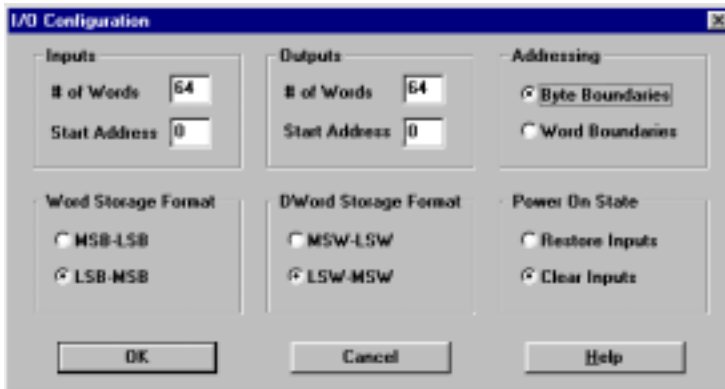 I/O Configuration
Inputs
# of Words 64
Start Address 0
Outputs
# of Words 64
Start Address 0
Addressing
Byte Boundaries
Word Boundaries
Word Storage Format
MSB-LSB
LSB-MSB
DWord Storage Format
MSW-LSW
LSW-MSW
Power On State
Restore Inputs
Clear Inputs
OK
Cancel
Help